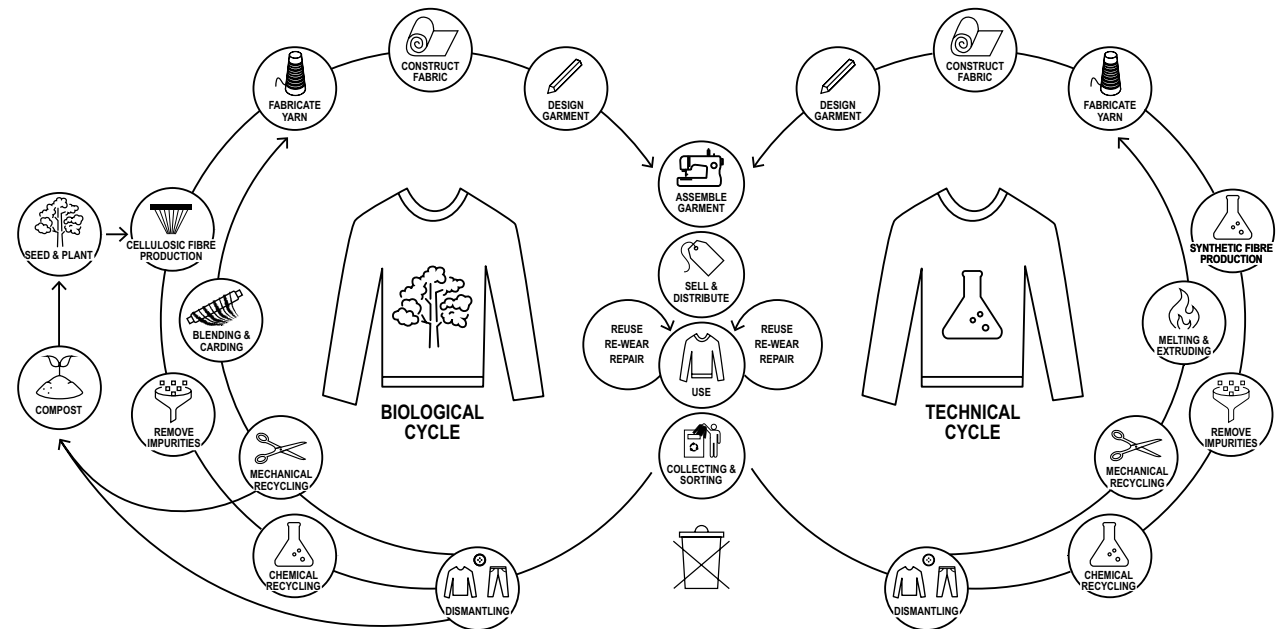 CONSTRUCT
FABRIC
FABRICATE
YARN
DESIGN
GARMENT
SEED & PLANT
CELLULOSIC FIBRE
PRODUCTION
BLENDING &
CARDING
COMPOST
REMOVE
IMPURITIES
MECHANICAL
RECYCLING
CHEMICAL
RECYCLING
DISMANTLING
BIOLOGICAL
CYCLE
ASSEMBLE
GARMENT
SELL &
DISTRIBUTE
REUSE
RE-WEAR
REPAIR
REUSE
RE-WEAR
REPAIR
USE
COLLECTING &
SORTING
CONSTRUCT
FABRIC
DESIGN
GARMENT
FABRICATE
YARN
SYNTHETIC FIBRE
PRODUCTION
MELTING &
EXTRUDING
TECHNICAL
CYCLE
REMOVE
IMPURITIES
MECHANICAL
RECYCLING
CHEMICAL
RECYCLING
DISMANTLING